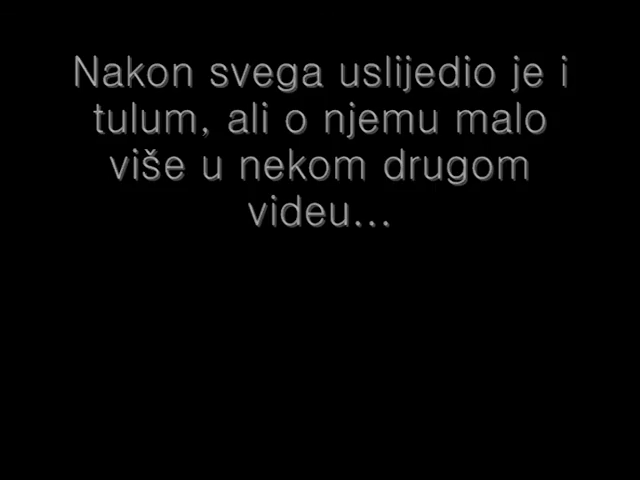 Nakon svega uslijedio je i
tulum, ali o njemu malo
više u nekom drugom
videu...